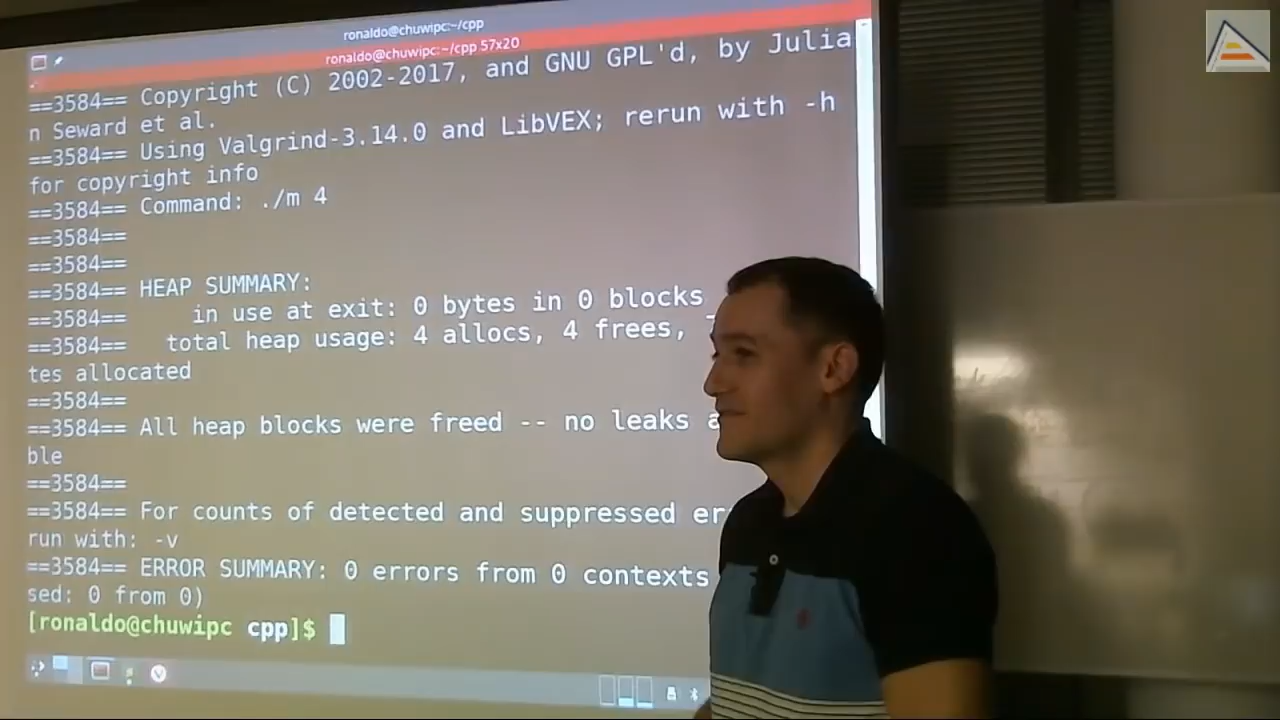 ronaldo@chuwipc:~/cpp
ronaldo@chuwipc:~/cpp 57x20
==3584== Copyright (C) 2002-2017, and GNU GPL'd, by Julia
n Seward et al.
==3584== Using Valgrind-3.14.0 and LibVEX; rerun with -h
for copyright info
==3584== Command: ./m 4
==3584==
==3584==
==3584== HEAP SUMMARY:
==3584== in use at exit: 0 bytes in 0 blocks
==3584== total heap usage: 4 allocs, 4 frees,
tes allocated
==3584==
==3584== All heap blocks were freed -- no leaks a
ble
==3584==
==3584== For counts of detected and suppressed er
run with: -v
==3584== ERROR SUMMARY: 0 errors from 0 contexts
sed: 0 from 0)
[ronaldo@chuwipc cpp]$